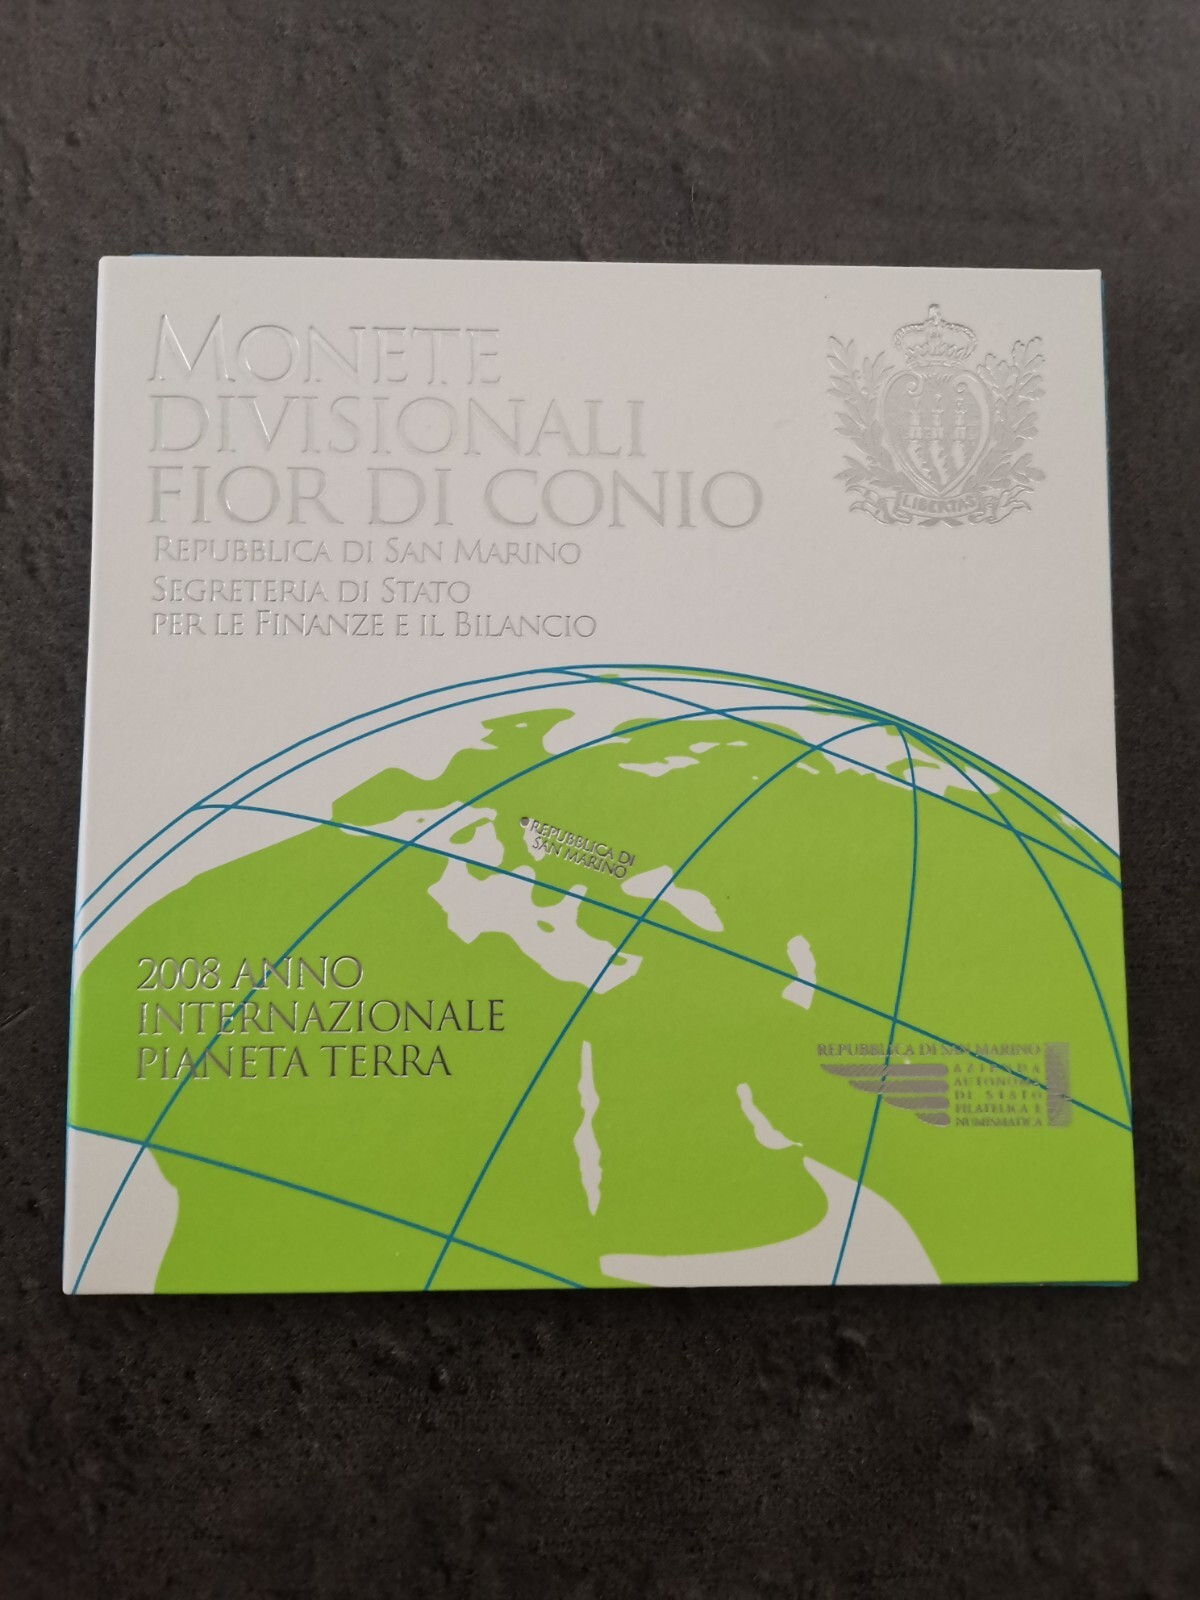 MONETE
DIVISIONALI
FIOR DI CONIO
REPUBBLICA DI SAN MARINO
SEGRETERIA DI STATO
PER LE FINANZE E IL BILANCIO
LIBERTAS
REPUBBLICA DI
SAN MARINO
2008 ANNO
INTERNAZIONALE
PIANETA TERRA
REPUBBLICA DI SAN MARINO
AZIENDA
AUTONOMA
DI STATO
FILATELICA E
NUMISMATICA